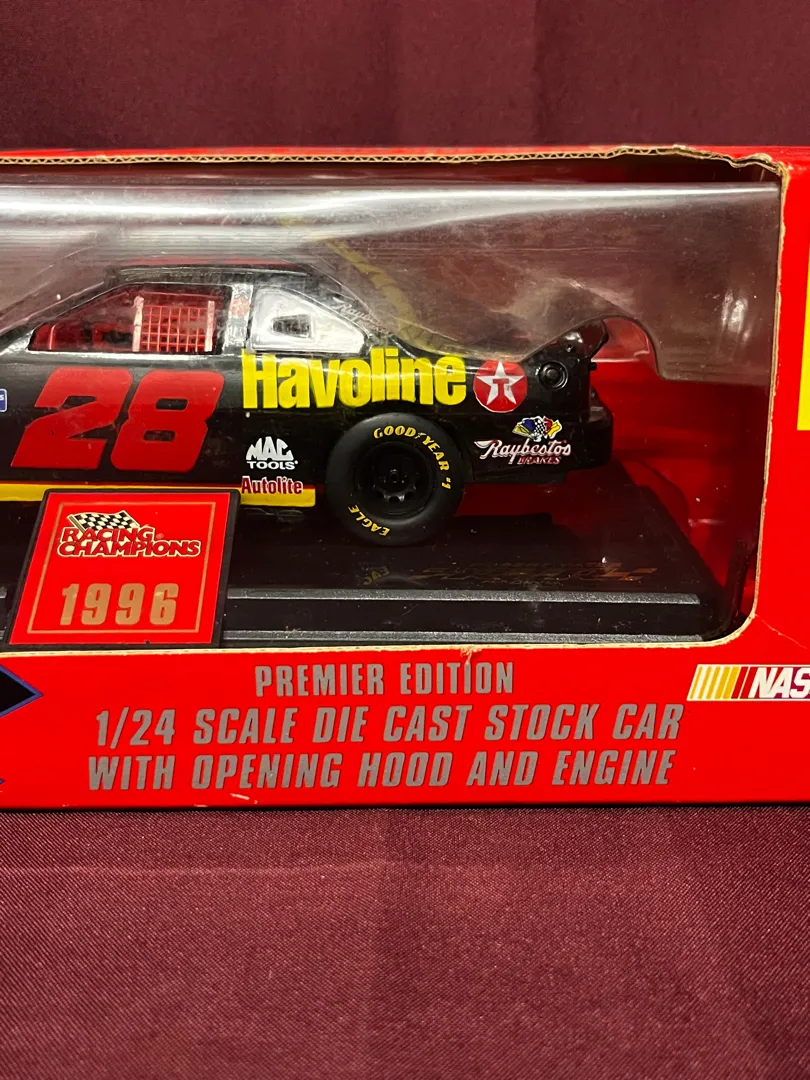 28
Havoline
T
GOODYEAR #1
EAGLE
Raybestos
BRAKES
MAC
TOOLS
Autolite
RACING
CHAMPIONS
1996
PREMIER EDITION
1/24 SCALE DIE CAST STOCK CAR
WITH OPENING HOOD AND ENGINE
NAS